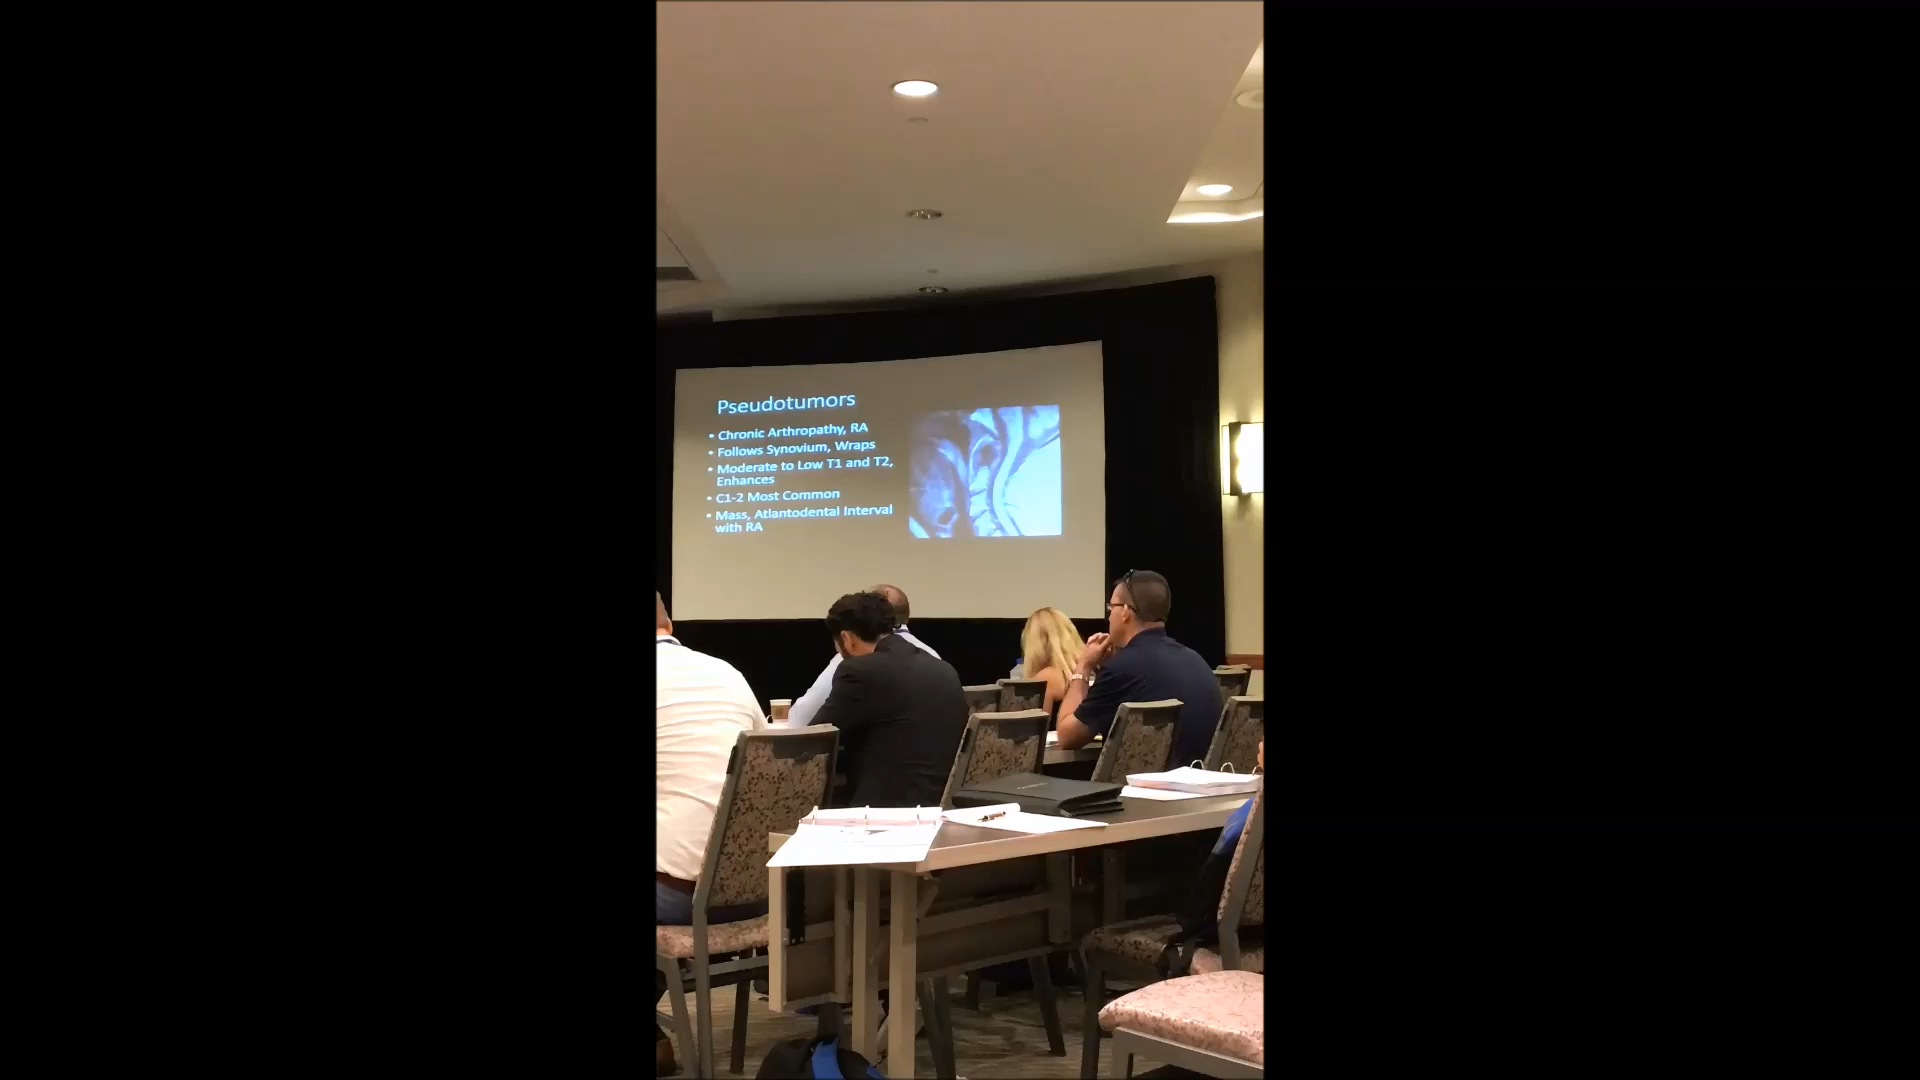 Pseudotumors
• Chronic Arthropathy, RA
• Follows Synovium, Wraps
• Moderate to Low T1 and T2,
Enhances
• C1-2 Most Common
• Mass, Atlantodental Interval
with RA